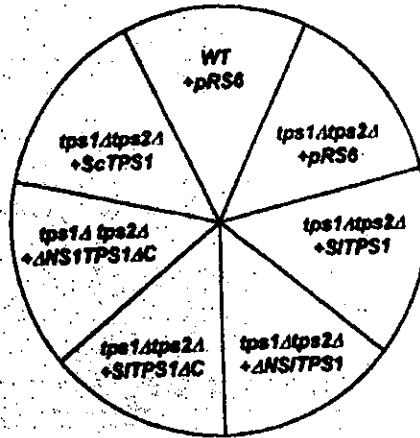 WT
+pRS6
tps1Δtps2Δ
+pRS6
tps1Δtps2Δ
+SlTPS1
tps1Δtps2Δ
+ΔNSlTPS1
tps1Δtps2Δ
+SlTPS1ΔC
tps1Δ tps2Δ
+ΔNS1TPS1ΔC
tps1Δtps2Δ
+ScTPS1